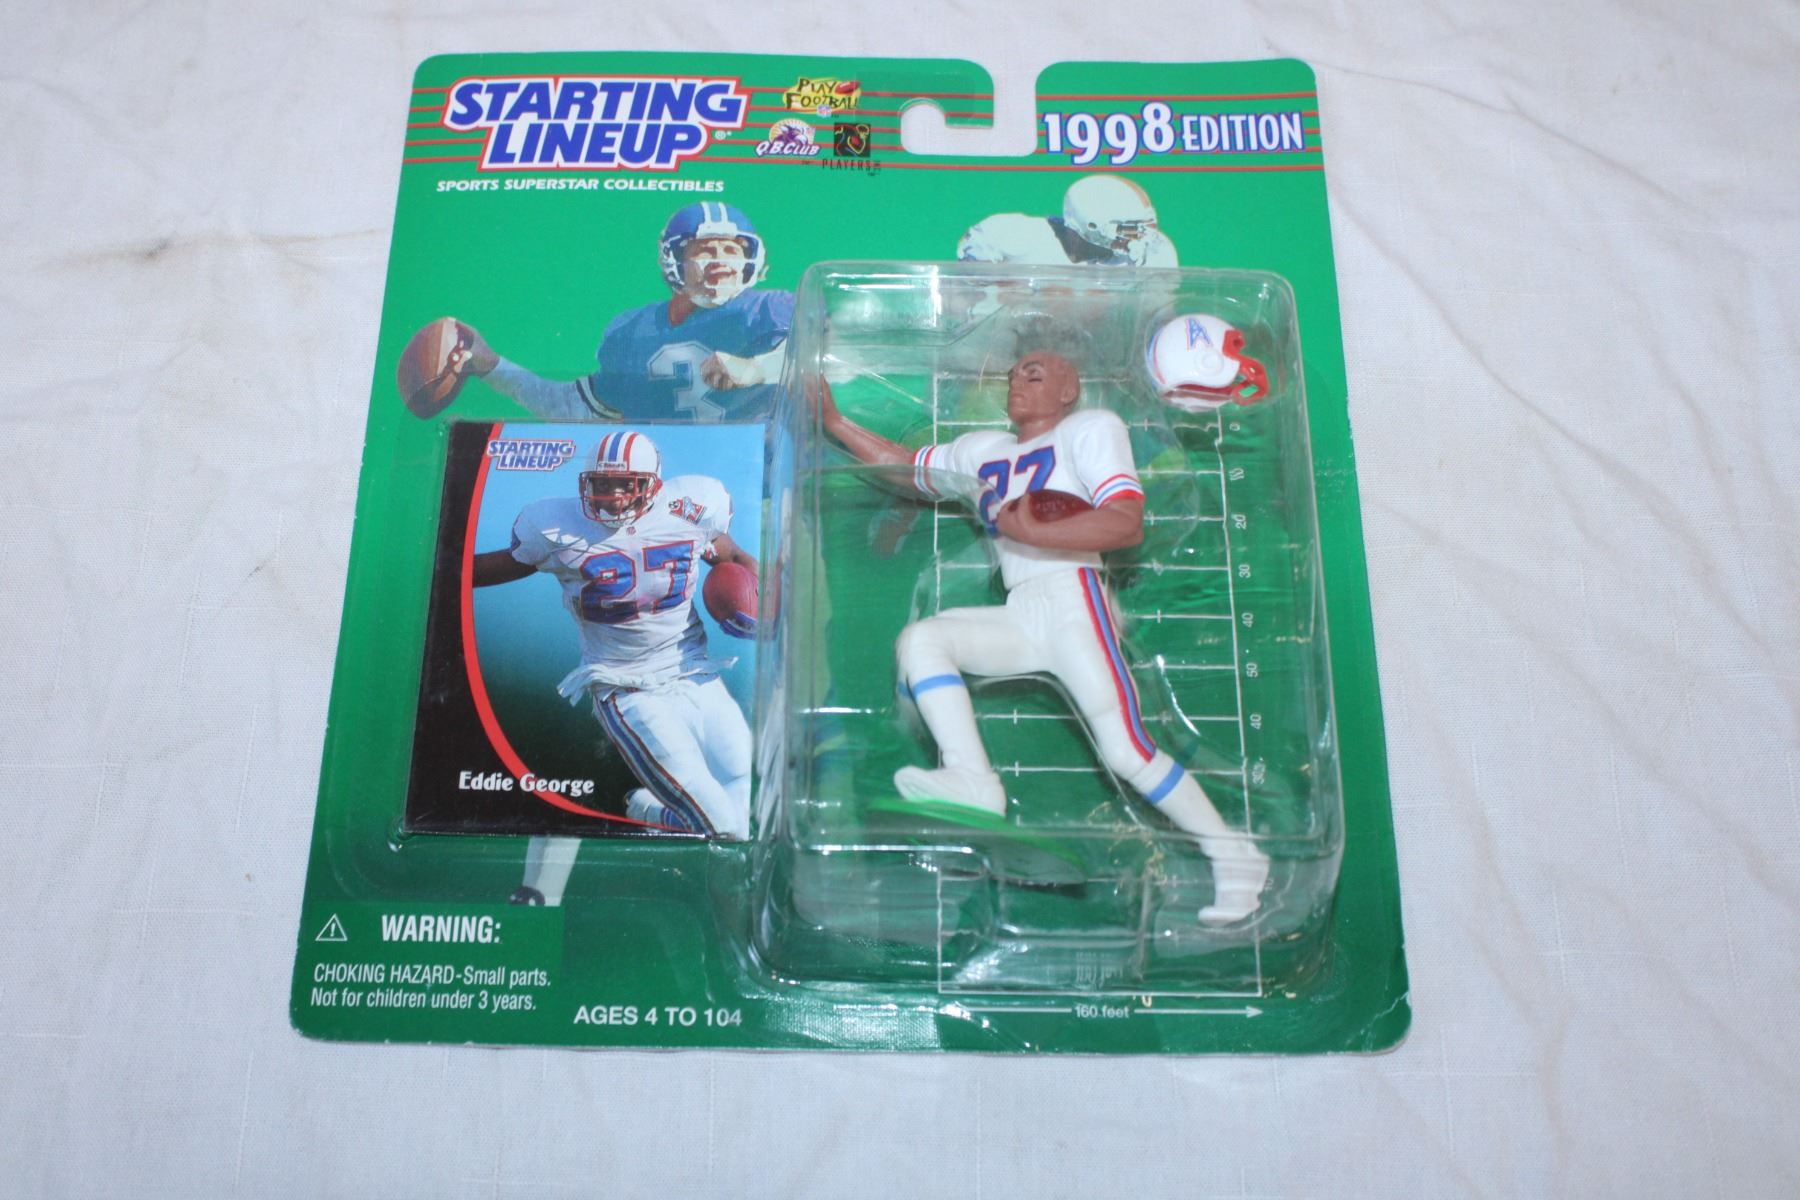 STARTING
LINEUP
SPORTS SUPERSTAR COLLECTIBLES
PLAY
FOOTBALL
Q.B.CLUB
PLAYERS
1998 EDITION
3
STARTING
LINEUP
27
Eddie George
27
0
10
20
30
40
50
40
30
WARNING:
CHOKING HAZARD-Small parts.
Not for children under 3 years.
AGES 4 TO 104
160 feet